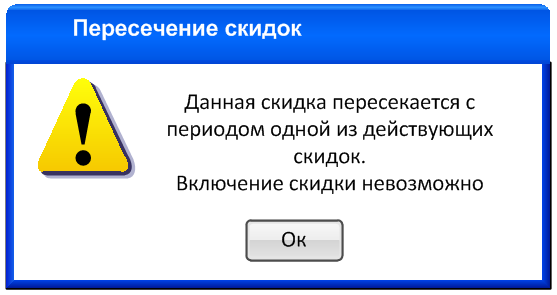 Пересечение скидок
Данная скидка пересекается с
периодом одной из действующих
скидок.
Включение скидки невозможно
Ок